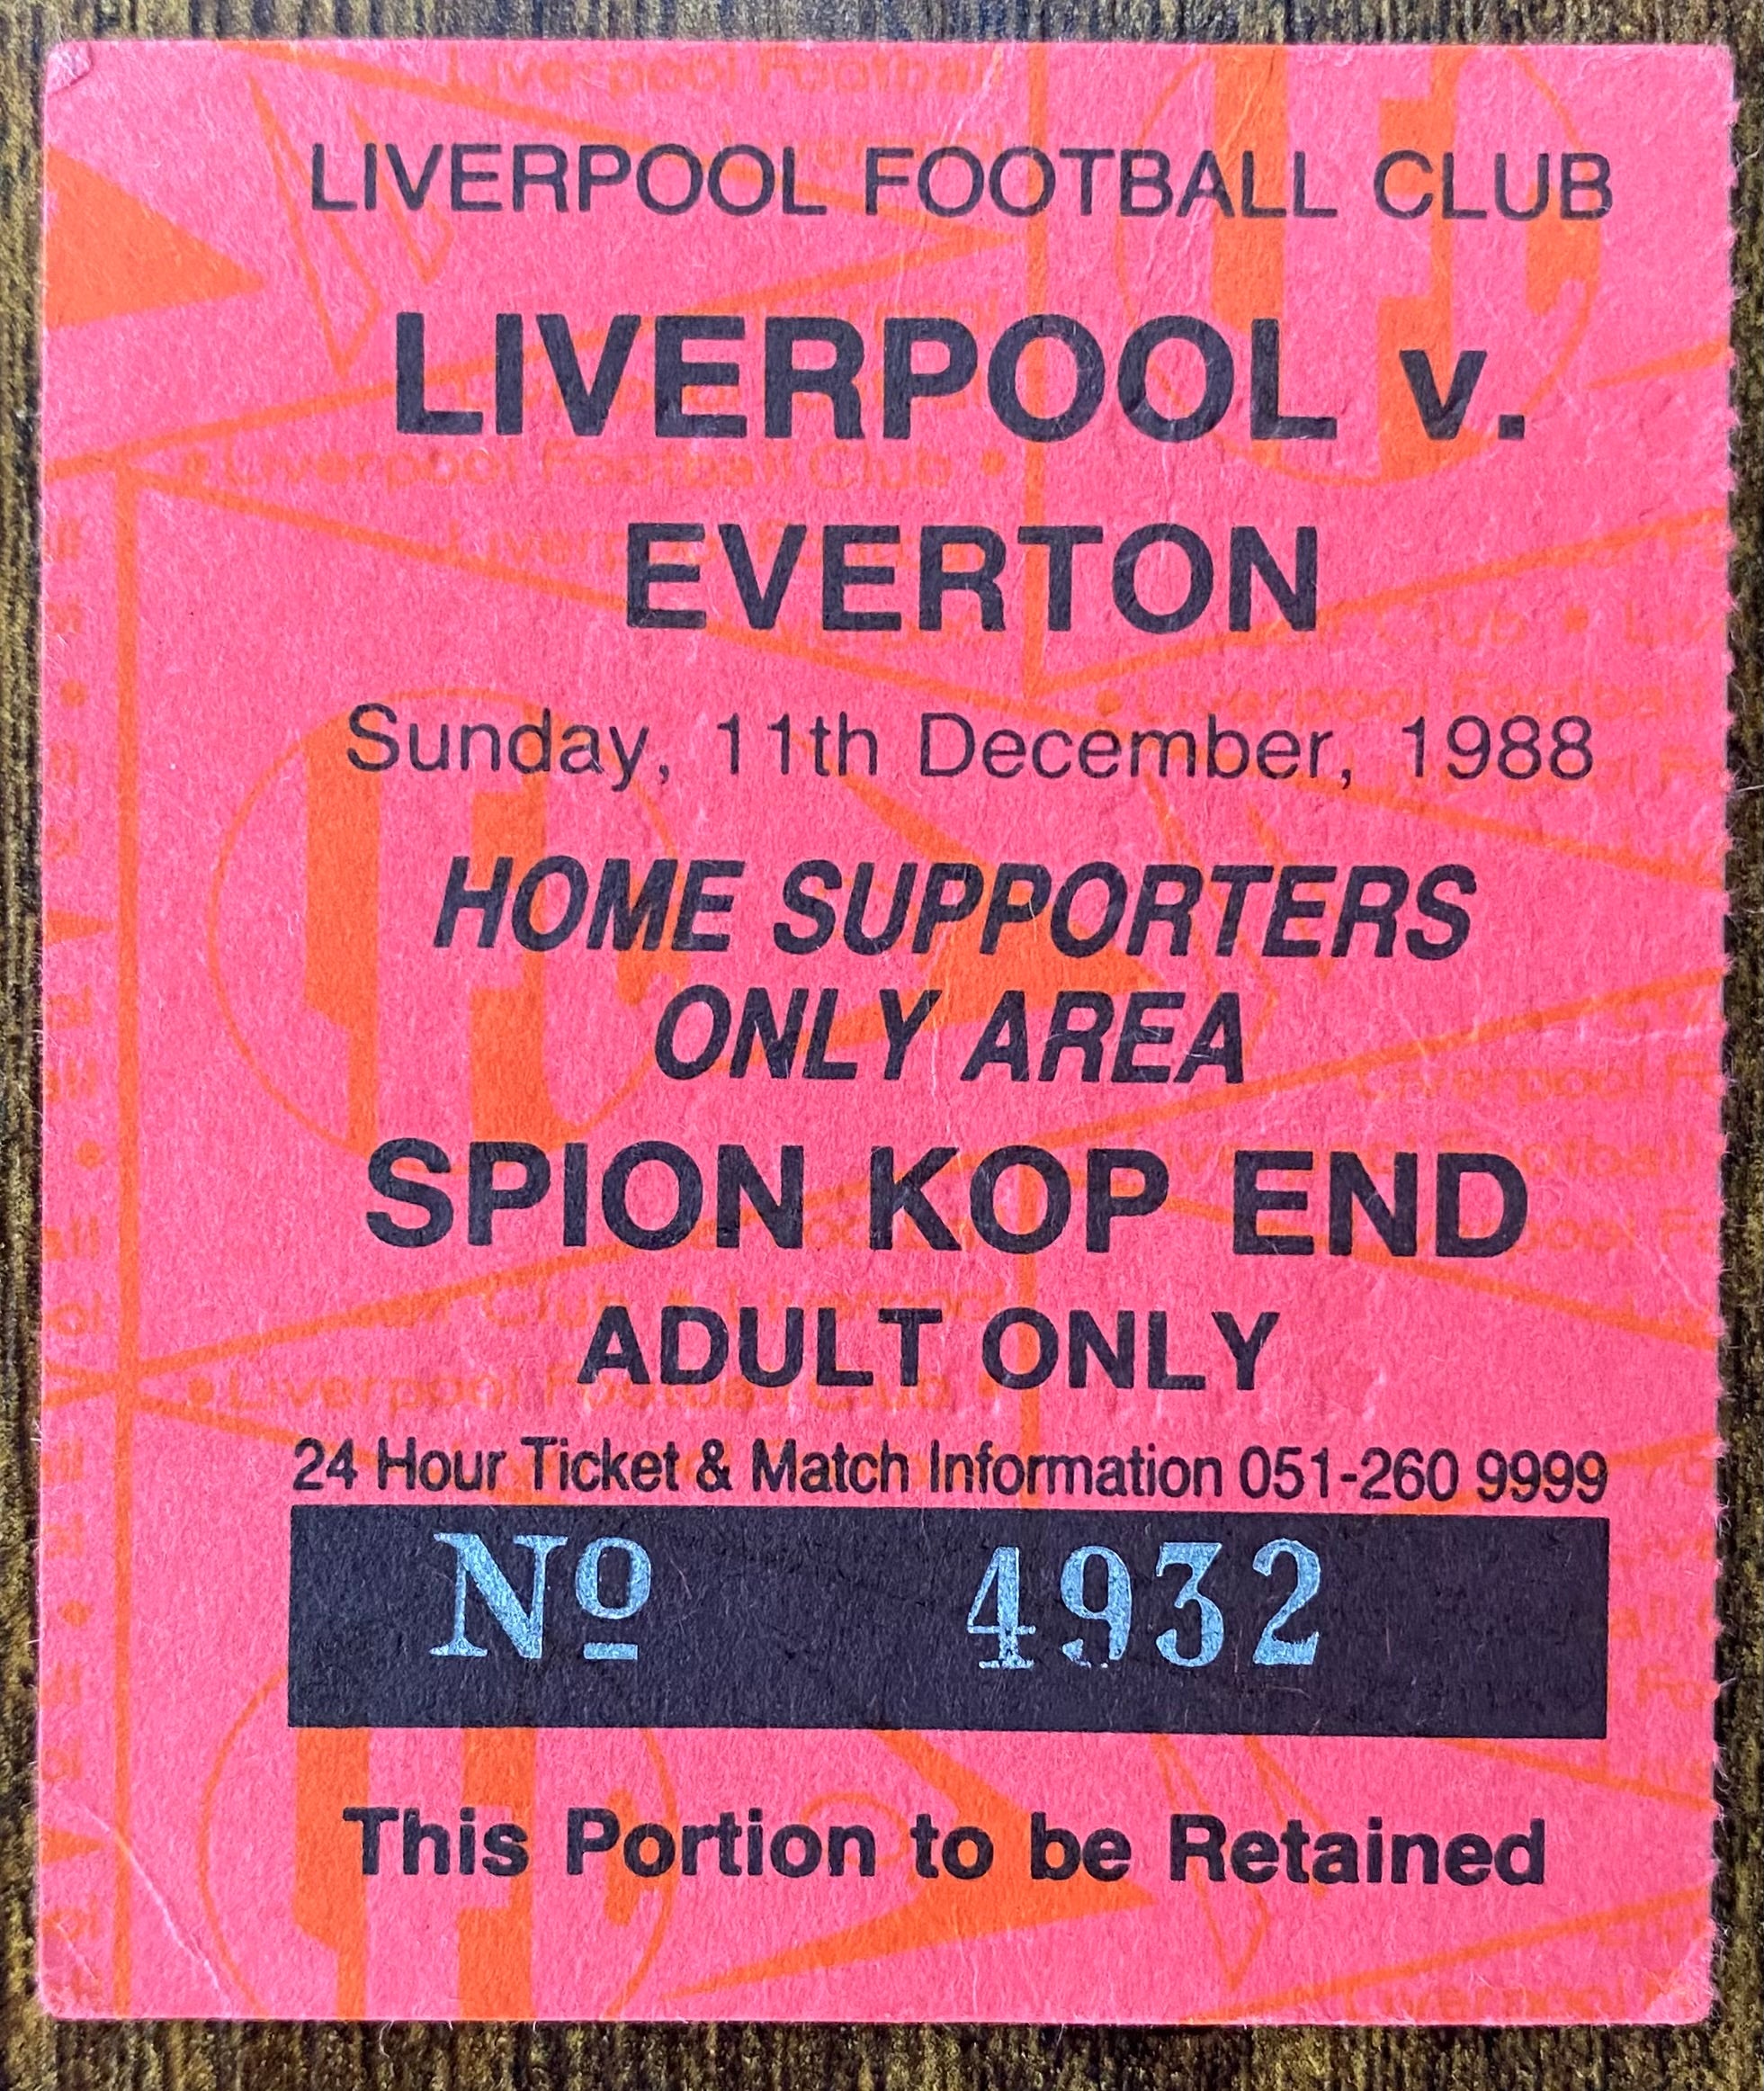 LIVERPOOL FOOTBALL CLUB
LIVERPOOL v.
EVERTON
Sunday, 11th December, 1988
HOME SUPPORTERS
ONLY AREA
SPION KOP END
ADULT ONLY
24 Hour Ticket & Match Information 051-260 9999
Nº 4932
This Portion to be Retained